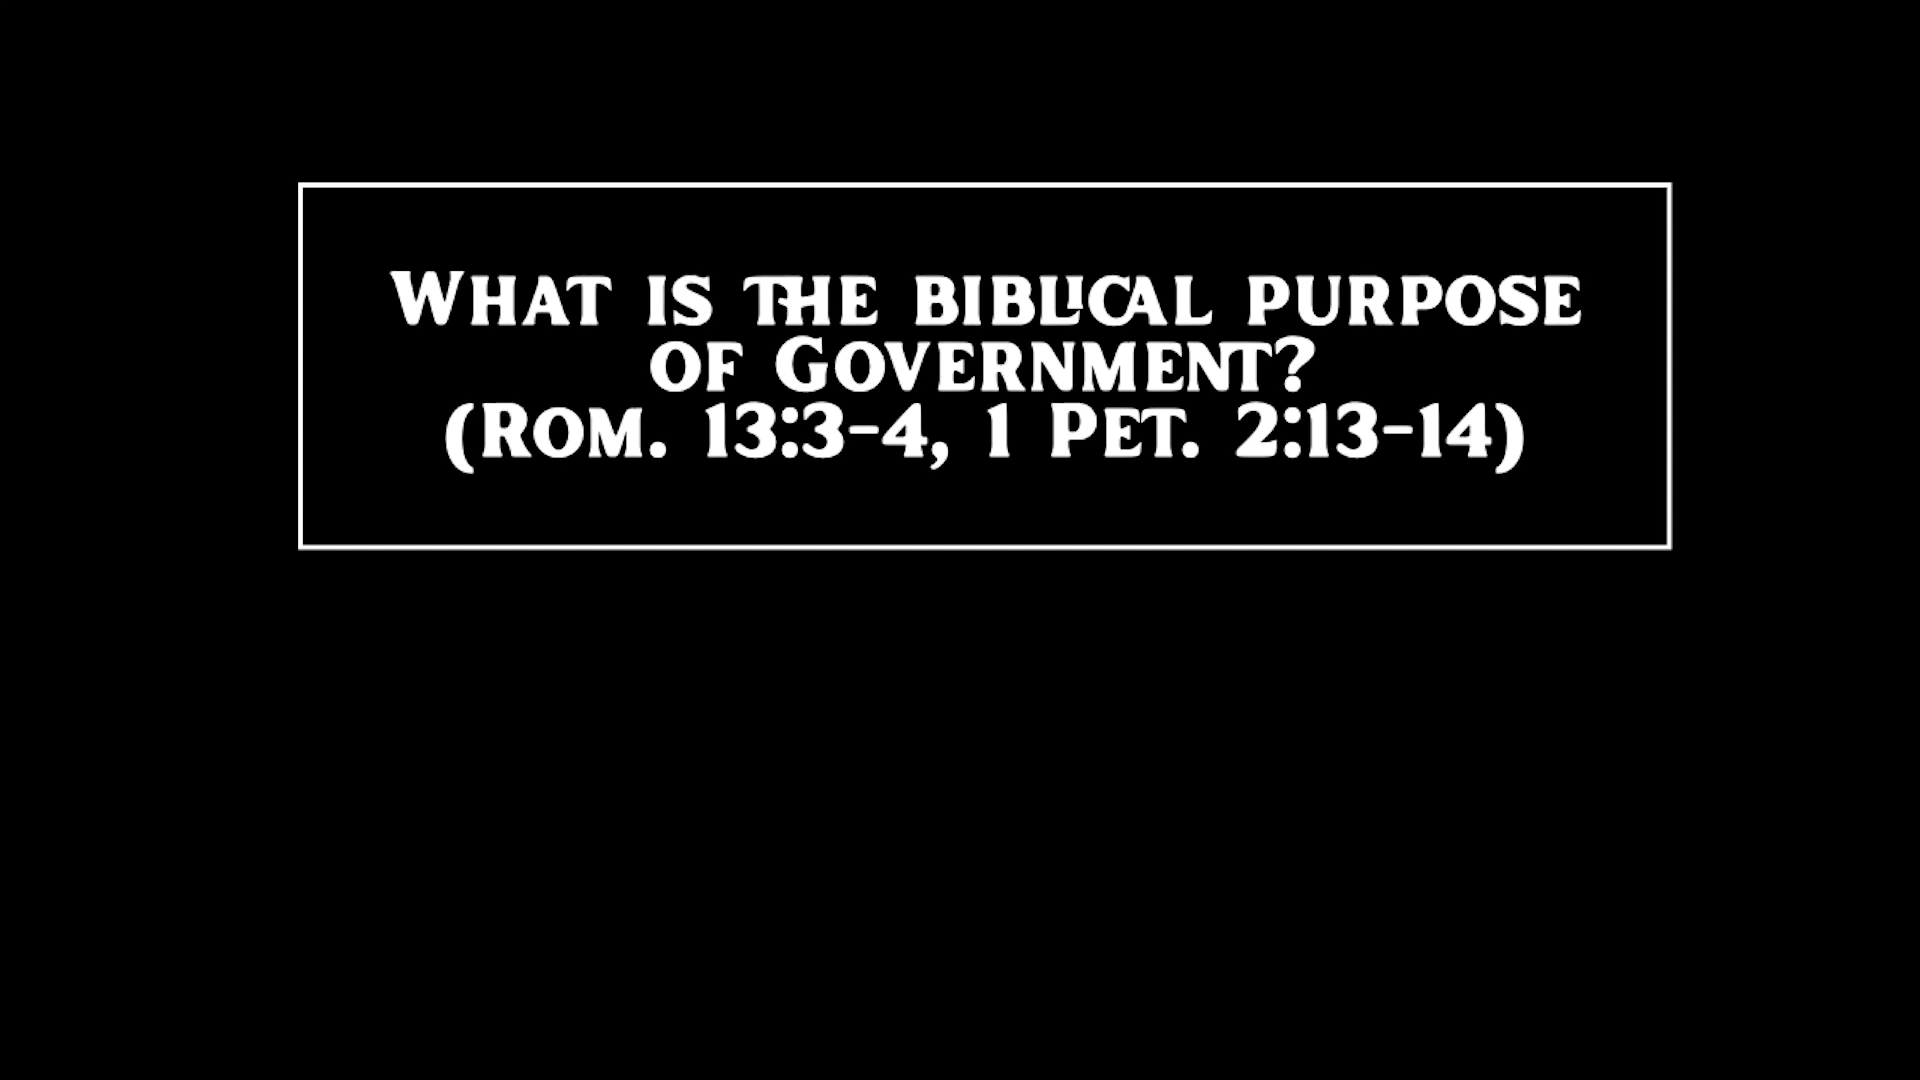 What is the biblical purpose
of Government?
(Rom. 13:3-4, 1 Pet. 2:13-14)